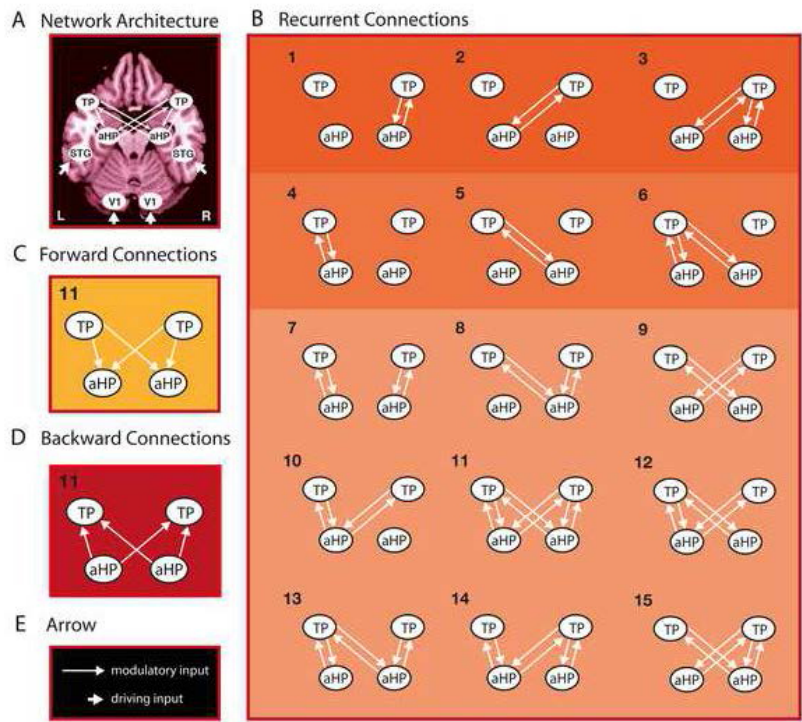 A Network Architecture
TP TP
aHP aHP
STG STG
V1 V1
L R
B Recurrent Connections
1 2 3
TP TP TP TP TP TP
aHP aHP aHP aHP aHP aHP
4 5 6
TP TP TP TP TP TP
aHP aHP aHP aHP aHP aHP
7 8 9
TP TP TP TP TP TP
aHP aHP aHP aHP aHP aHP
10 11 12
TP TP TP TP TP TP
aHP aHP aHP aHP aHP aHP
13 14 15
TP TP TP TP TP TP
aHP aHP aHP aHP aHP aHP
C Forward Connections
11
TP TP
aHP aHP
D Backward Connections
11
TP TP
aHP aHP
E Arrow
modulatory input
driving input